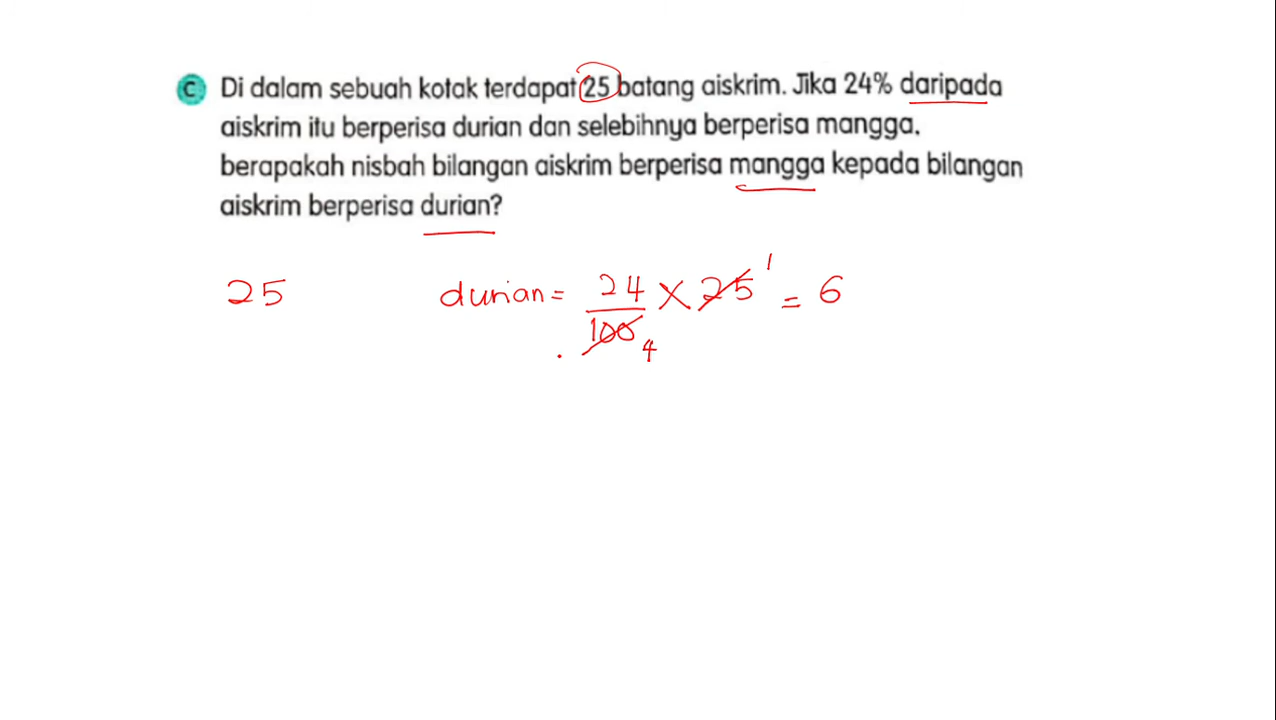 C Di dalam sebuah kotak terdapat 25 batang aiskrim. Jika 24% daripada
aiskrim itu berperisa durian dan selebihnya berperisa mangga,
berapakah nisbah bilangan aiskrim berperisa mangga kepada bilangan
aiskrim berperisa durian?
25 durian = 24/100 × 25 = 6
1
4